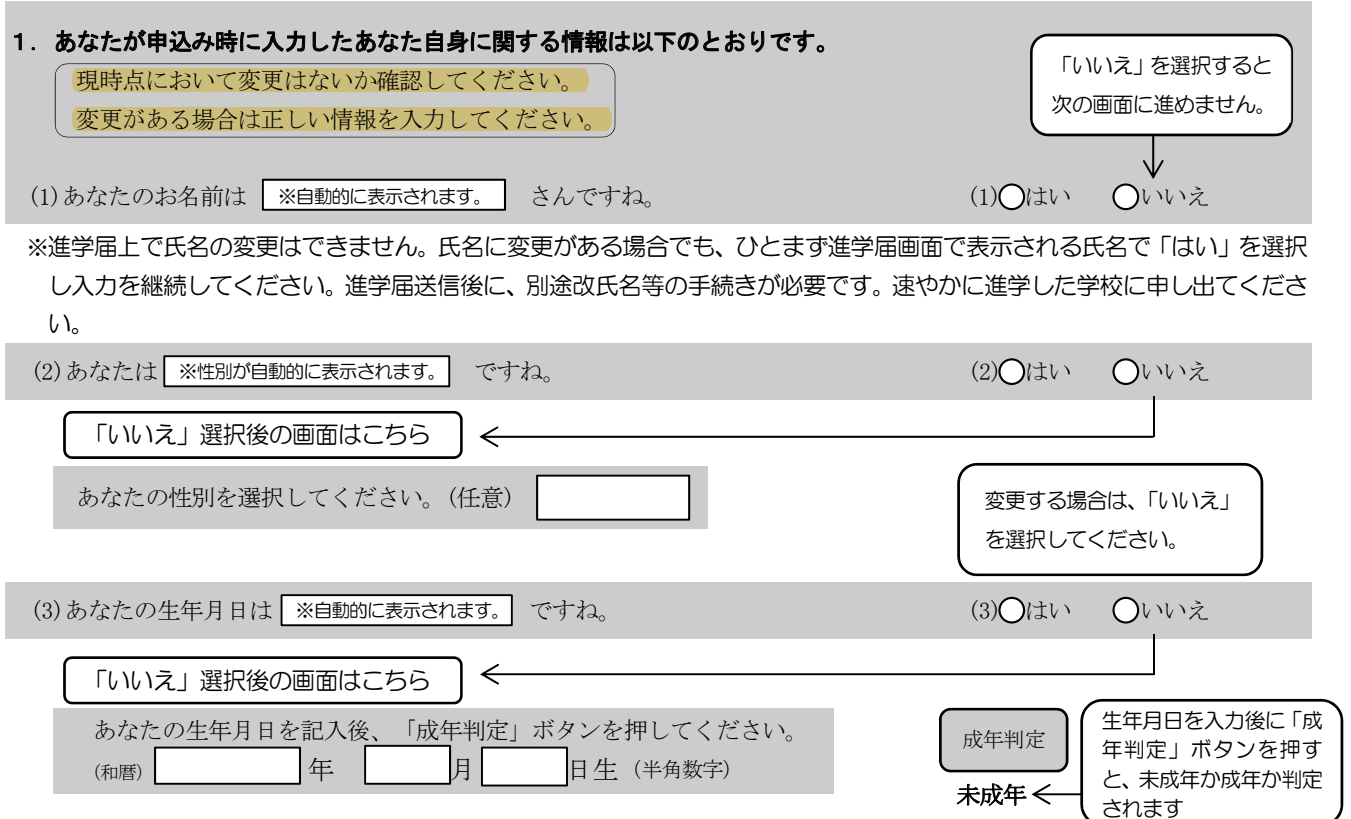 1. あなたが申込み時に入力したあなた自身に関する情報は以下のとおりです。
現時点において変更はないか確認してください。
変更がある場合は正しい情報を入力してください。
「いいえ」を選択すると
次の画面に進めません。
(1)あなたのお名前は ※自動的に表示されます。 さんですね。 (1)○はい ○いいえ
※進学届上で氏名の変更はできません。氏名に変更がある場合でも、ひとまず進学届画面で表示される氏名で「はい」を選択
し入力を継続してください。進学届送信後に、別途改氏名等の手続きが必要です。速やかに進学した学校に申し出てくださ
い。
(2)あなたは ※性別が自動的に表示されます。 ですね。 (2)○はい ○いいえ
「いいえ」選択後の画面はこちら
あなたの性別を選択してください。(任意)
変更する場合は、「いいえ」
を選択してください。
(3)あなたの生年月日は ※自動的に表示されます。 ですね。 (3)○はい ○いいえ
「いいえ」選択後の画面はこちら
あなたの生年月日を記入後、「成年判定」ボタンを押してください。
(和暦) 年 月 日生 (半角数字)
成年判定
未成年
生年月日を入力後に「成
年判定」ボタンを押す
と、未成年か成年か判定
されます